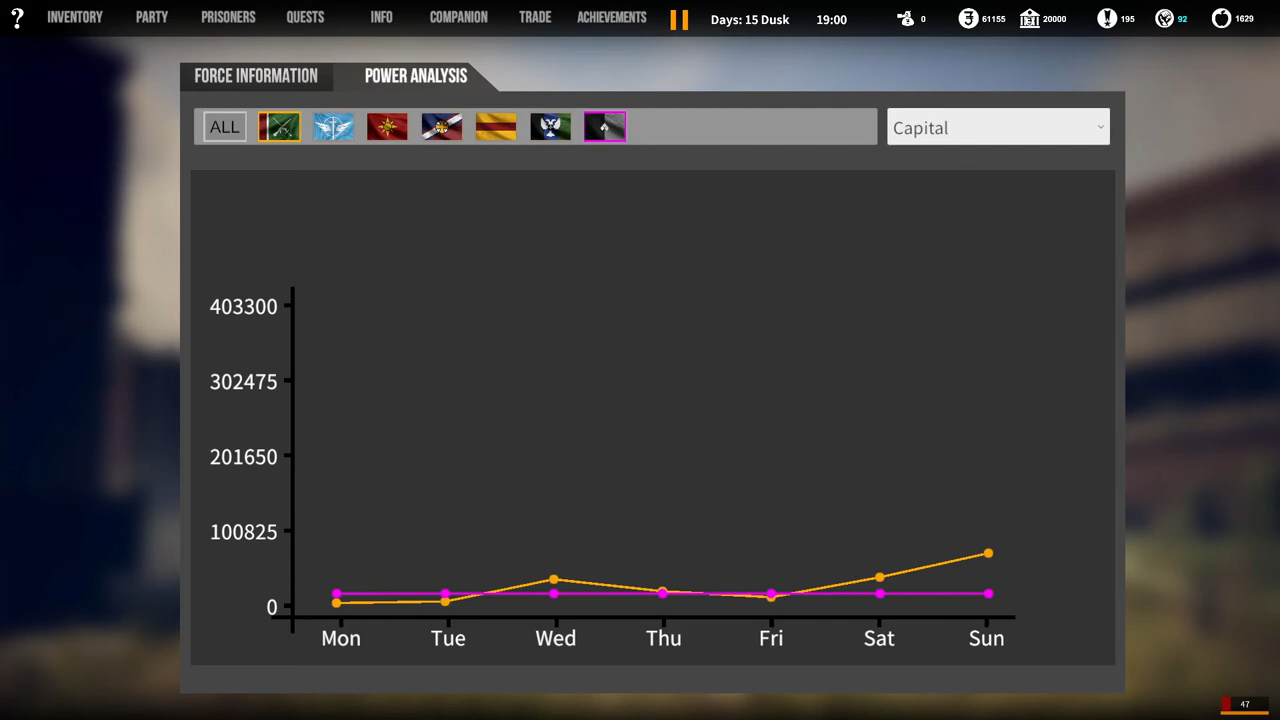 ? INVENTORY PARTY PRISONERS QUESTS INFO COMPANION TRADE ACHIEVEMENTS Days: 15 Dusk 19:00 0 61155 20000 195 92 1629
FORCE INFORMATION POWER ANALYSIS
ALL Capital
403300
302475
201650
100825
0
Mon Tue Wed Thu Fri Sat Sun
47